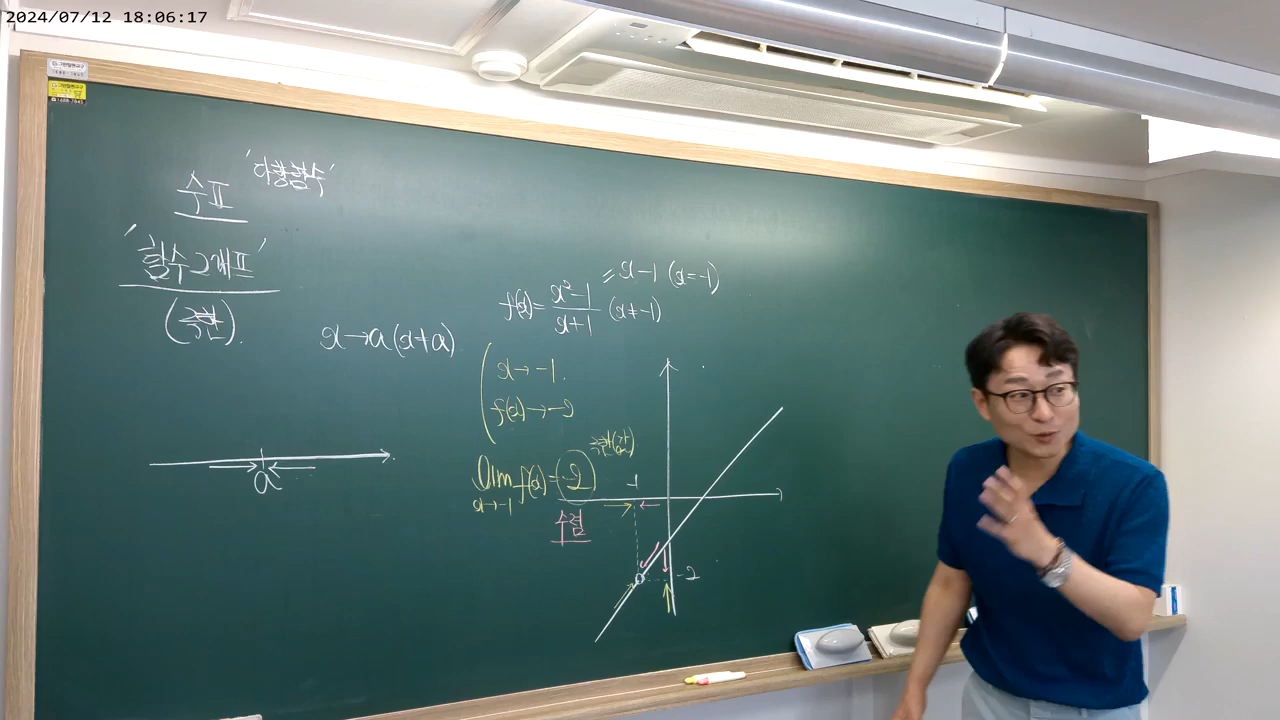 2024/07/12 18:06:17
'다항함수'
수II
'함수그래프'
(극한).
x→a(x≠a)
a
f(x)=x²-1/x+1 (x≠-1)
=x-1 (x≠-1)
x→-1.
f(x)→-2
lim x→-1 f(x)=-2
극한(값)
수렴
-1
-2